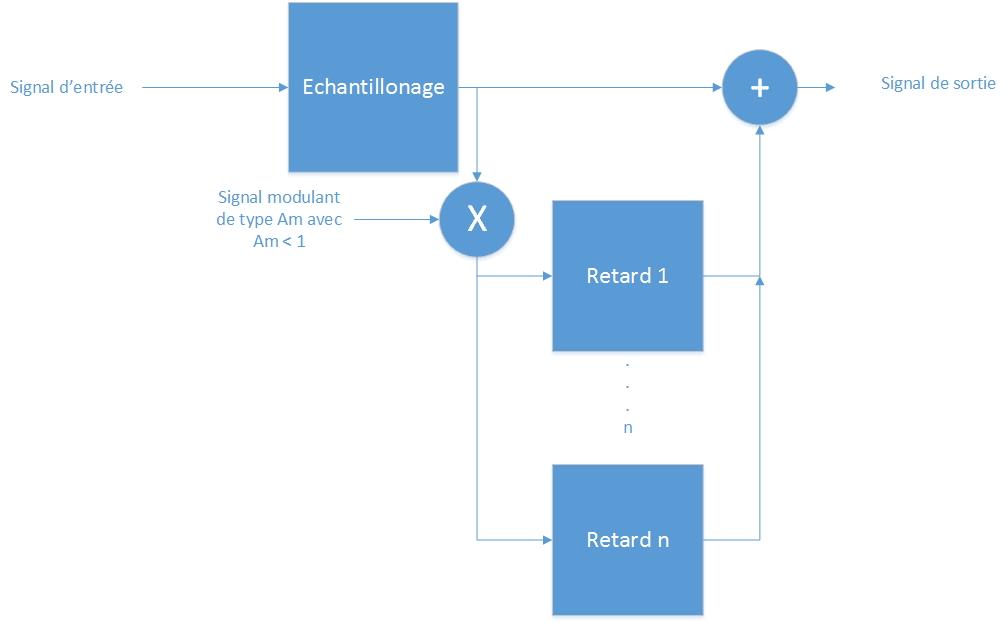 Signal d'entrée
Echantillonage
+
Signal de sortie
Signal modulant
de type Am avec
Am < 1
X
Retard 1
.
.
.
n
Retard n